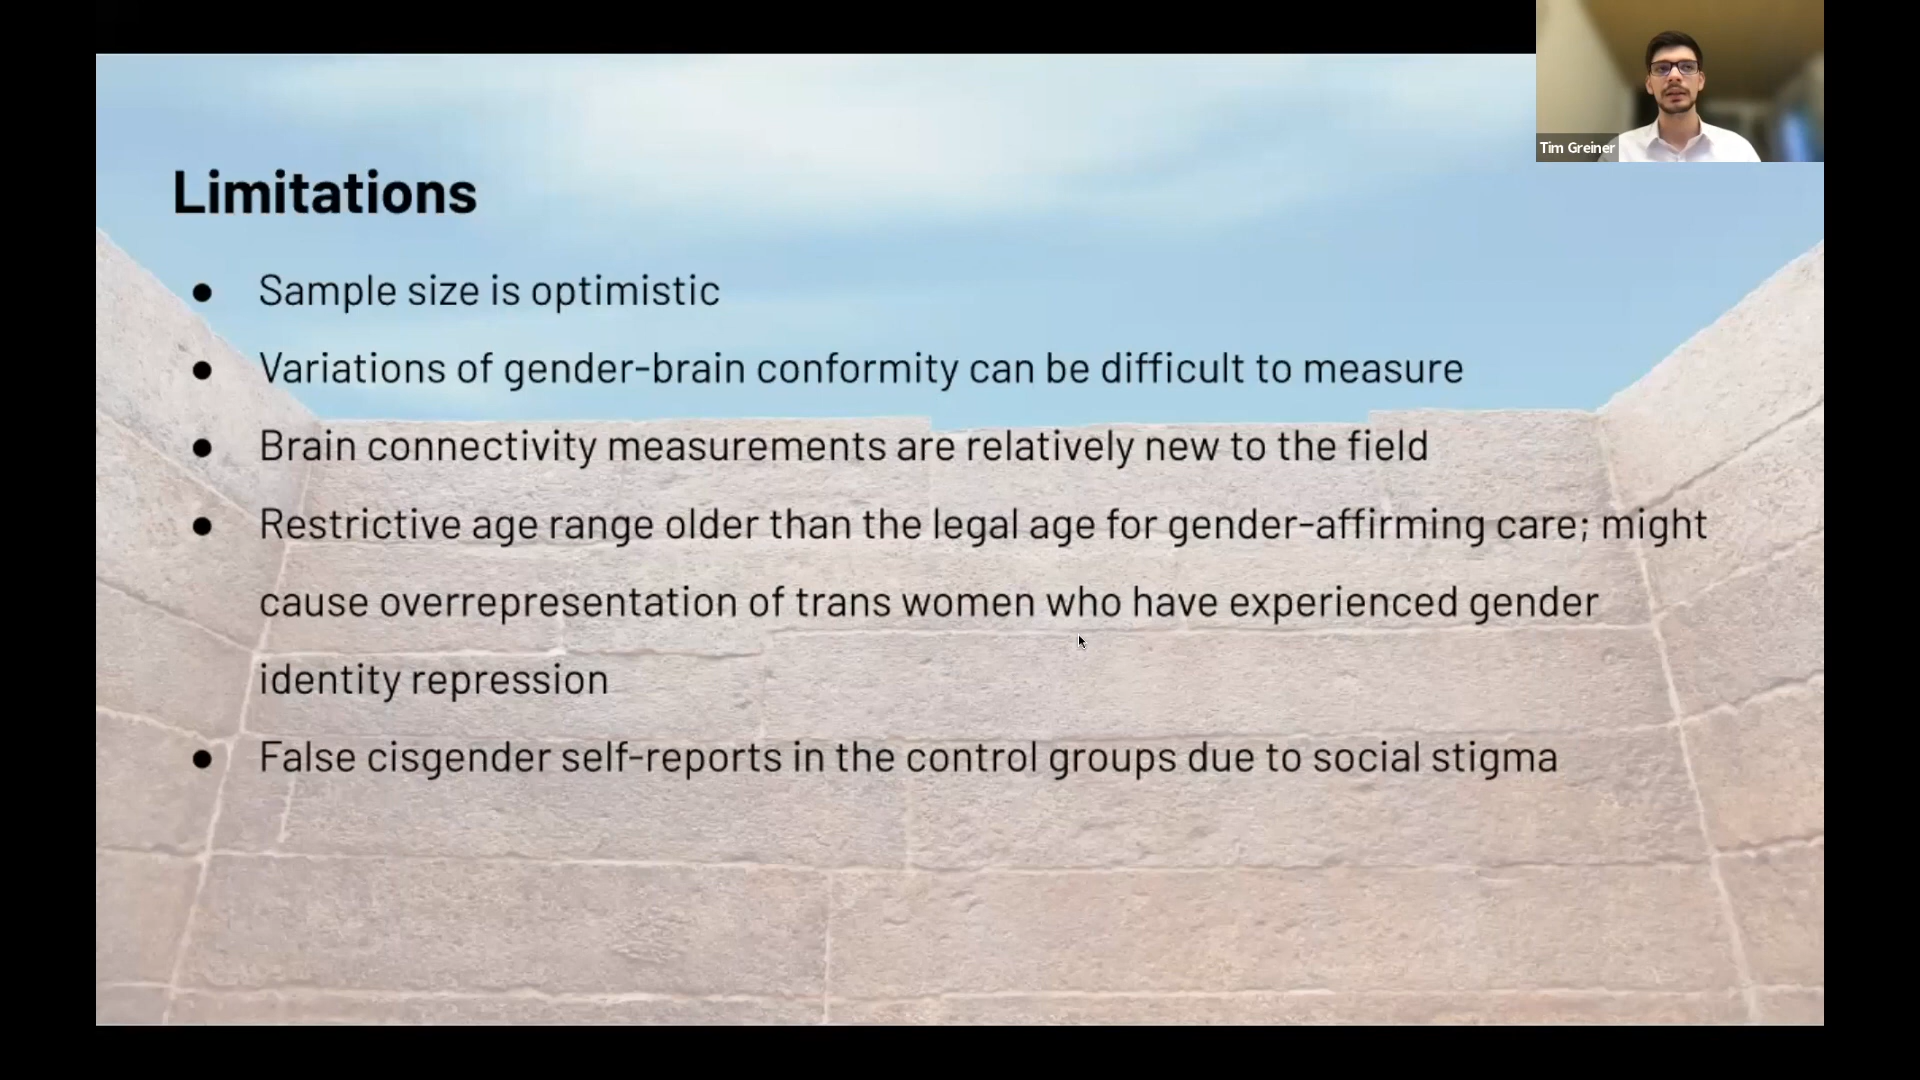 Tim Greiner
Limitations
● Sample size is optimistic
● Variations of gender-brain conformity can be difficult to measure
● Brain connectivity measurements are relatively new to the field
● Restrictive age range older than the legal age for gender-affirming care; might
cause overrepresentation of trans women who have experienced gender
identity repression
● False cisgender self-reports in the control groups due to social stigma